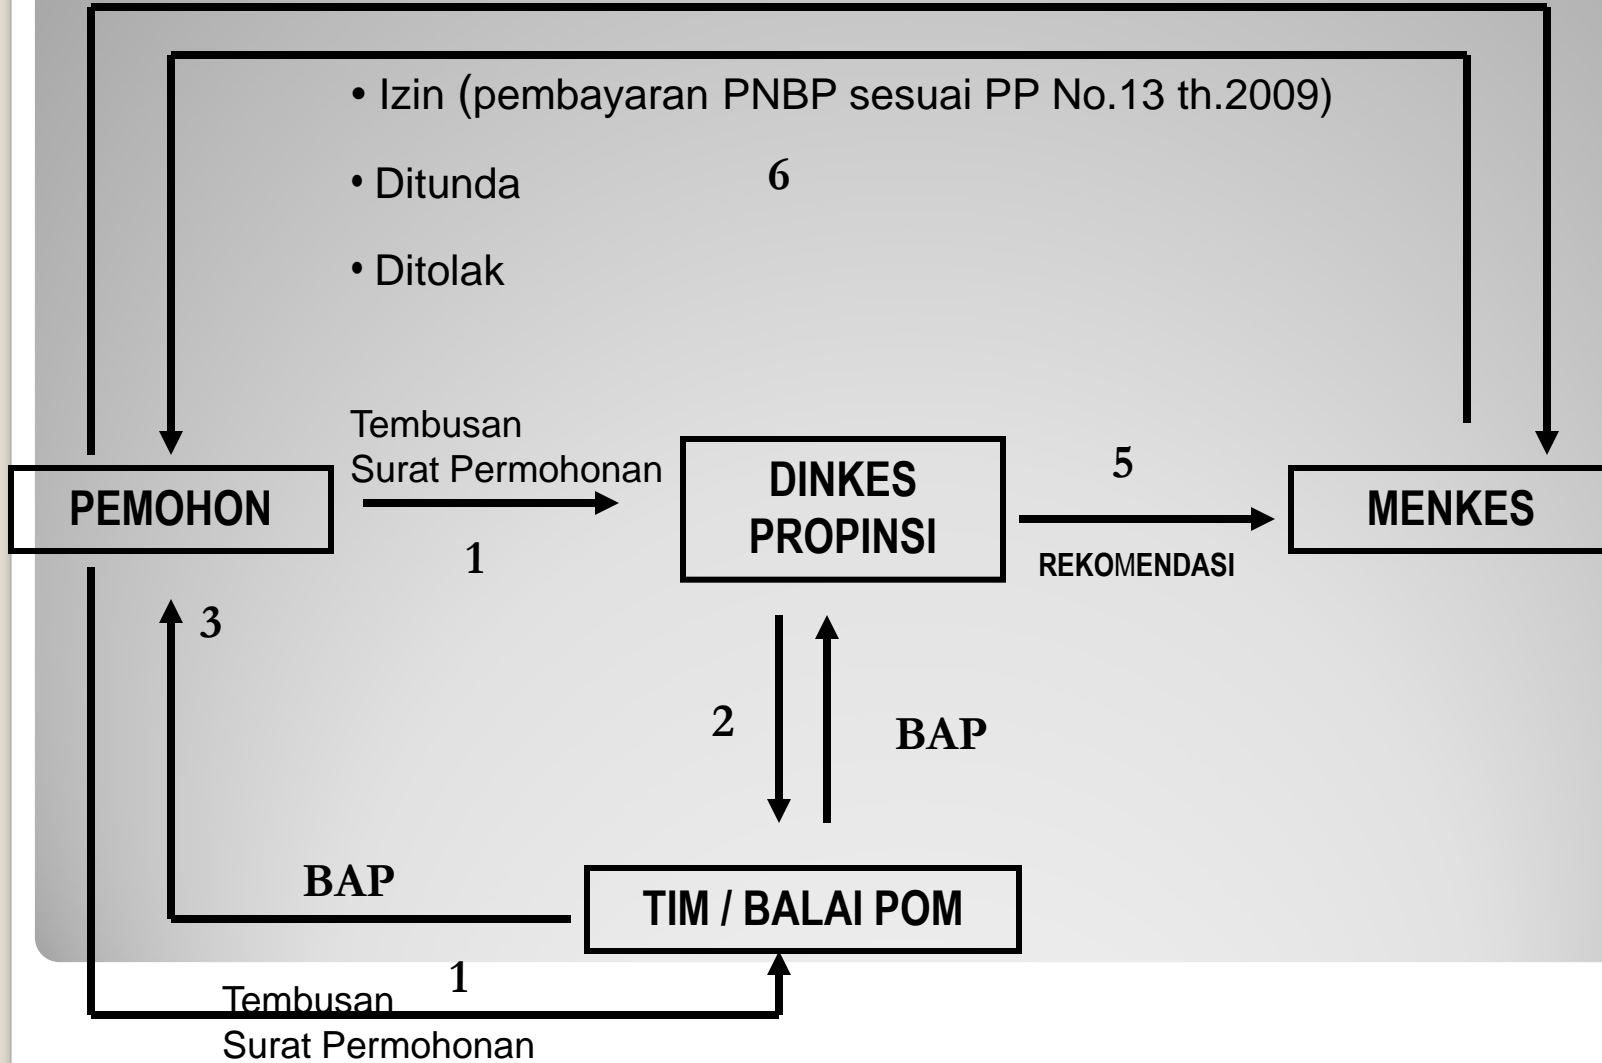 • Izin (pembayaran PNBP sesuai PP No.13 th.2009)
6
• Ditunda
• Ditolak
Tembusan
Surat Permohonan
1
PEMOHON
DINKES
PROPINSI
5
REKOMENDASI
MENKES
3
2
BAP
BAP
TIM / BALAI POM
1
Tembusan
Surat Permohonan